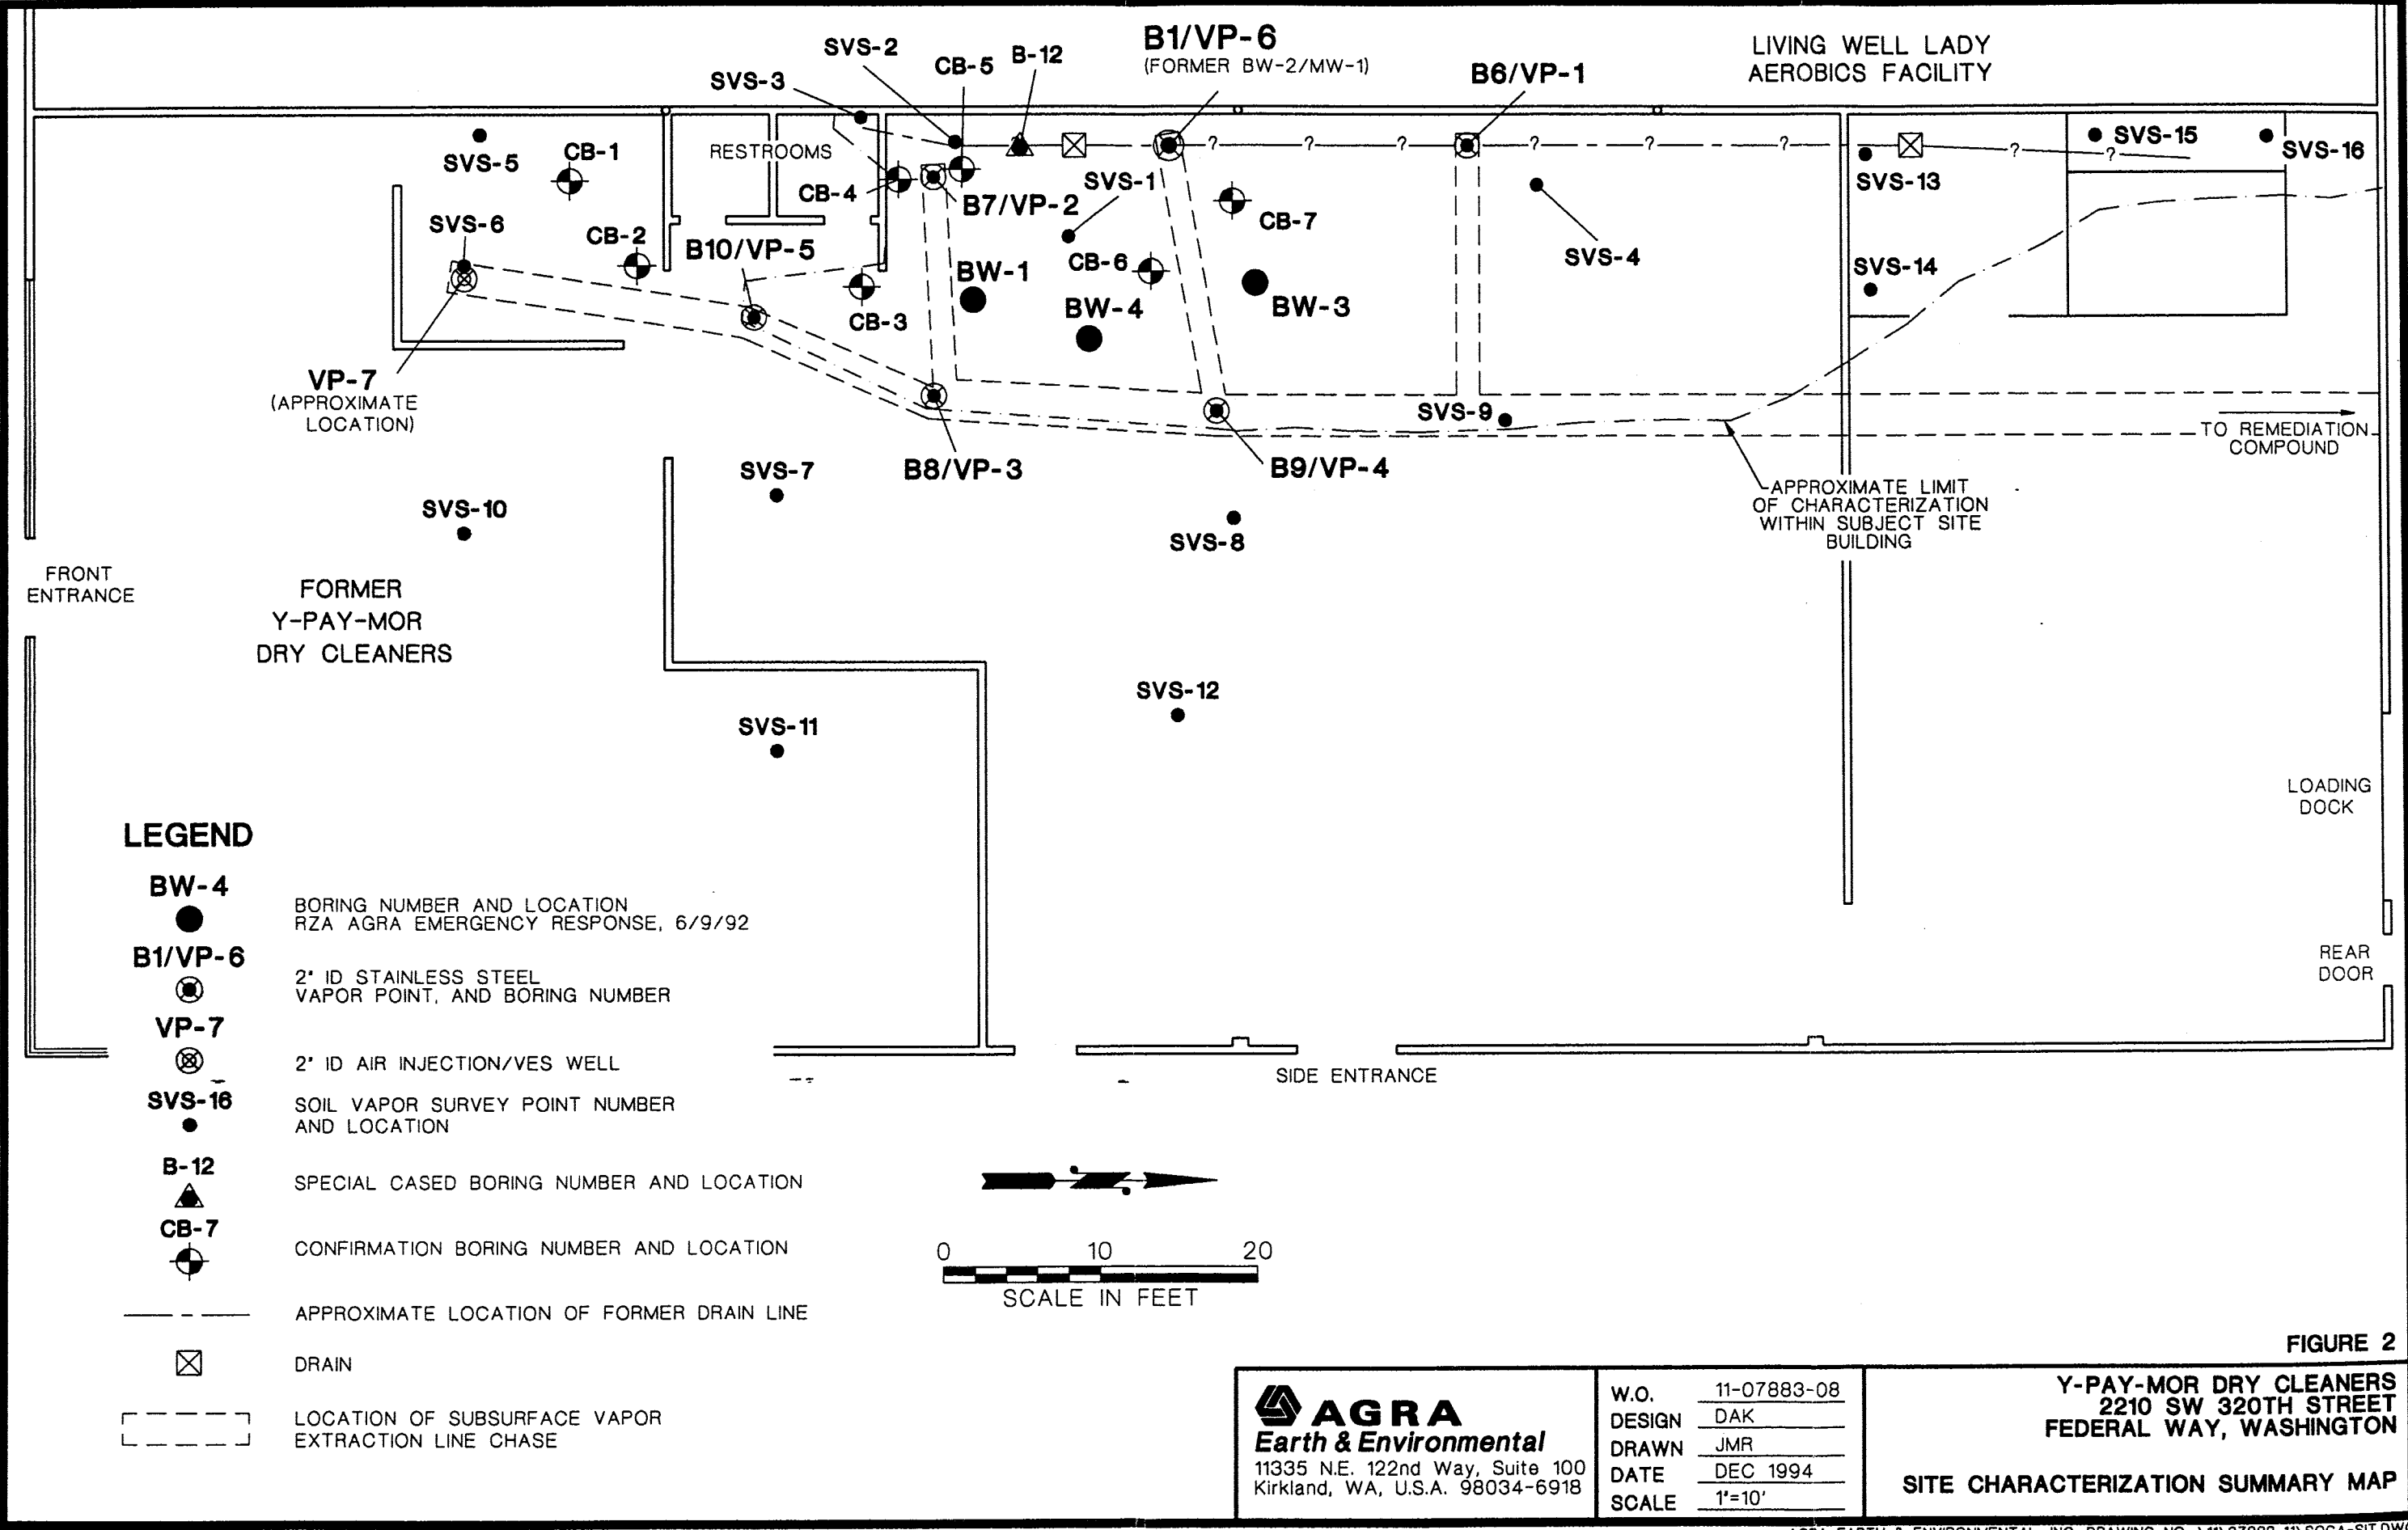 SVS-2
CB-5
B-12
B1/VP-6
(FORMER BW-2/MW-1)
LIVING WELL LADY
AEROBICS FACILITY
SVS-3
B6/VP-1
SVS-5
CB-1
RESTROOMS
CB-4
B7/VP-2
SVS-1
CB-7
SVS-4
SVS-13
SVS-15
SVS-16
? ? ? ? ? ? ? ?
SVS-6
CB-2
B10/VP-5
CB-3
BW-1
CB-6
BW-4
BW-3
SVS-14
VP-7
(APPROXIMATE
LOCATION)
SVS-9
TO REMEDIATION
COMPOUND
SVS-7
B8/VP-3
B9/VP-4
APPROXIMATE LIMIT
OF CHARACTERIZATION
WITHIN SUBJECT SITE
BUILDING
SVS-10
SVS-8
FRONT
ENTRANCE
FORMER
Y-PAY-MOR
DRY CLEANERS
SVS-12
SVS-11
LOADING
DOCK
REAR
DOOR
SIDE ENTRANCE
LEGEND
BW-4
BORING NUMBER AND LOCATION
RZA AGRA EMERGENCY RESPONSE, 6/9/92
B1/VP-6
2" ID STAINLESS STEEL
VAPOR POINT, AND BORING NUMBER
VP-7
2" ID AIR INJECTION/VES WELL
SVS-16
SOIL VAPOR SURVEY POINT NUMBER
AND LOCATION
B-12
SPECIAL CASED BORING NUMBER AND LOCATION
CB-7
CONFIRMATION BORING NUMBER AND LOCATION
APPROXIMATE LOCATION OF FORMER DRAIN LINE
DRAIN
LOCATION OF SUBSURFACE VAPOR
EXTRACTION LINE CHASE
0 10 20
SCALE IN FEET
FIGURE 2
AGRA
Earth & Environmental
11335 N.E. 122nd Way, Suite 100
Kirkland, WA, U.S.A. 98034-6918
W.O. 11-07883-08
DESIGN DAK
DRAWN JMR
DATE DEC 1994
SCALE 1"=10'
Y-PAY-MOR DRY CLEANERS
2210 SW 320TH STREET
FEDERAL WAY, WASHINGTON
SITE CHARACTERIZATION SUMMARY MAP